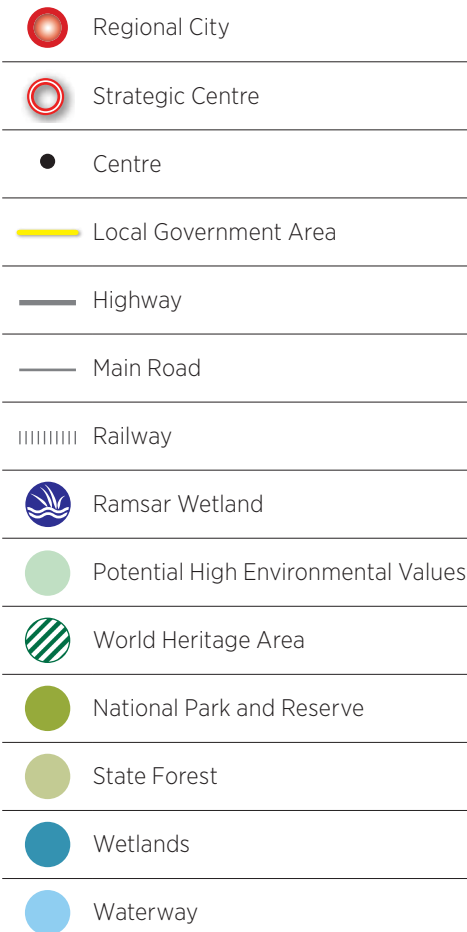 Regional City
Strategic Centre
Centre
Local Government Area
Highway
Main Road
Railway
Ramsar Wetland
Potential High Environmental Values
World Heritage Area
National Park and Reserve
State Forest
Wetlands
Waterway